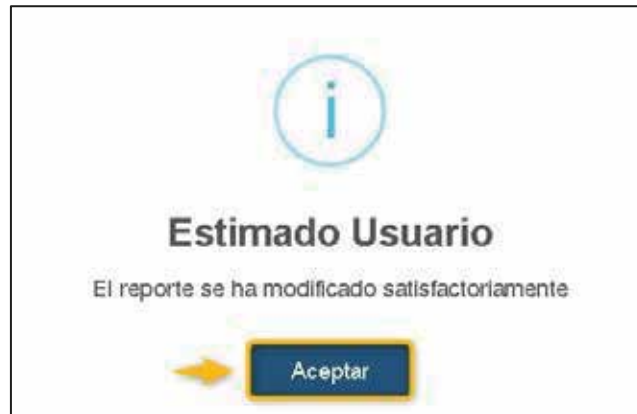 Estimado Usuario
El reporte se ha modificado satisfactoriamente
Aceptar